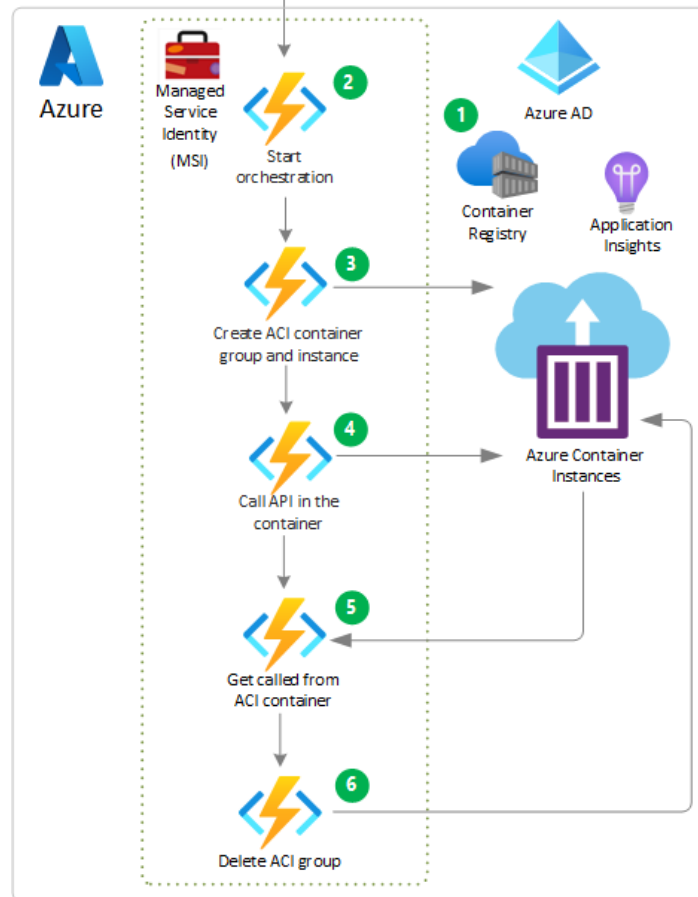 Azure
Managed
Service
Identity
(MSI)
2
Start
orchestration
Azure AD
1
Container
Registry
Application
Insights
3
Create ACI container
group and instance
4
Call API in the
container
Azure Container
Instances
5
Get called from
ACI container
6
Delete ACI group